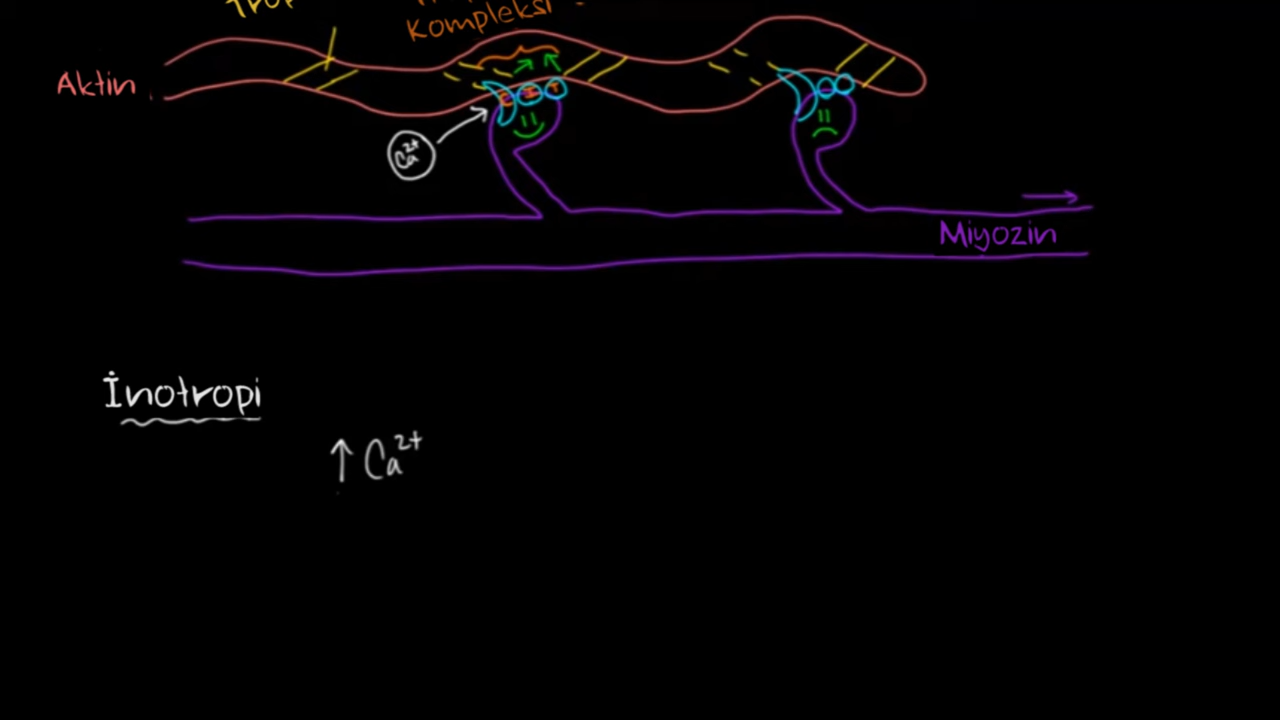 Kompleksi
Aktin
Ca2+
C I T
Miyozin
İnotropi
↑ Ca2+